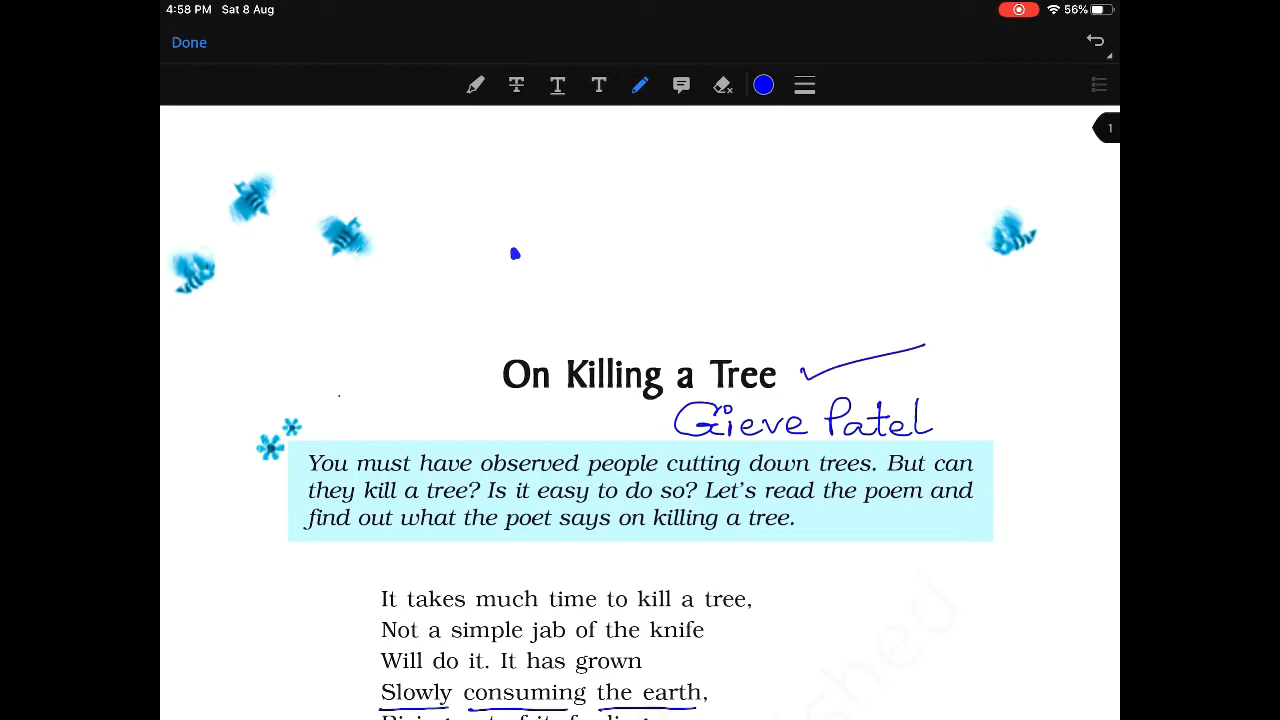 4:58 PM Sat 8 Aug 56%
Done
T T T
1
On Killing a Tree
Gieve Patel
You must have observed people cutting down trees. But can
they kill a tree? Is it easy to do so? Let's read the poem and
find out what the poet says on killing a tree.
It takes much time to kill a tree,
Not a simple jab of the knife
Will do it. It has grown
Slowly consuming the earth,